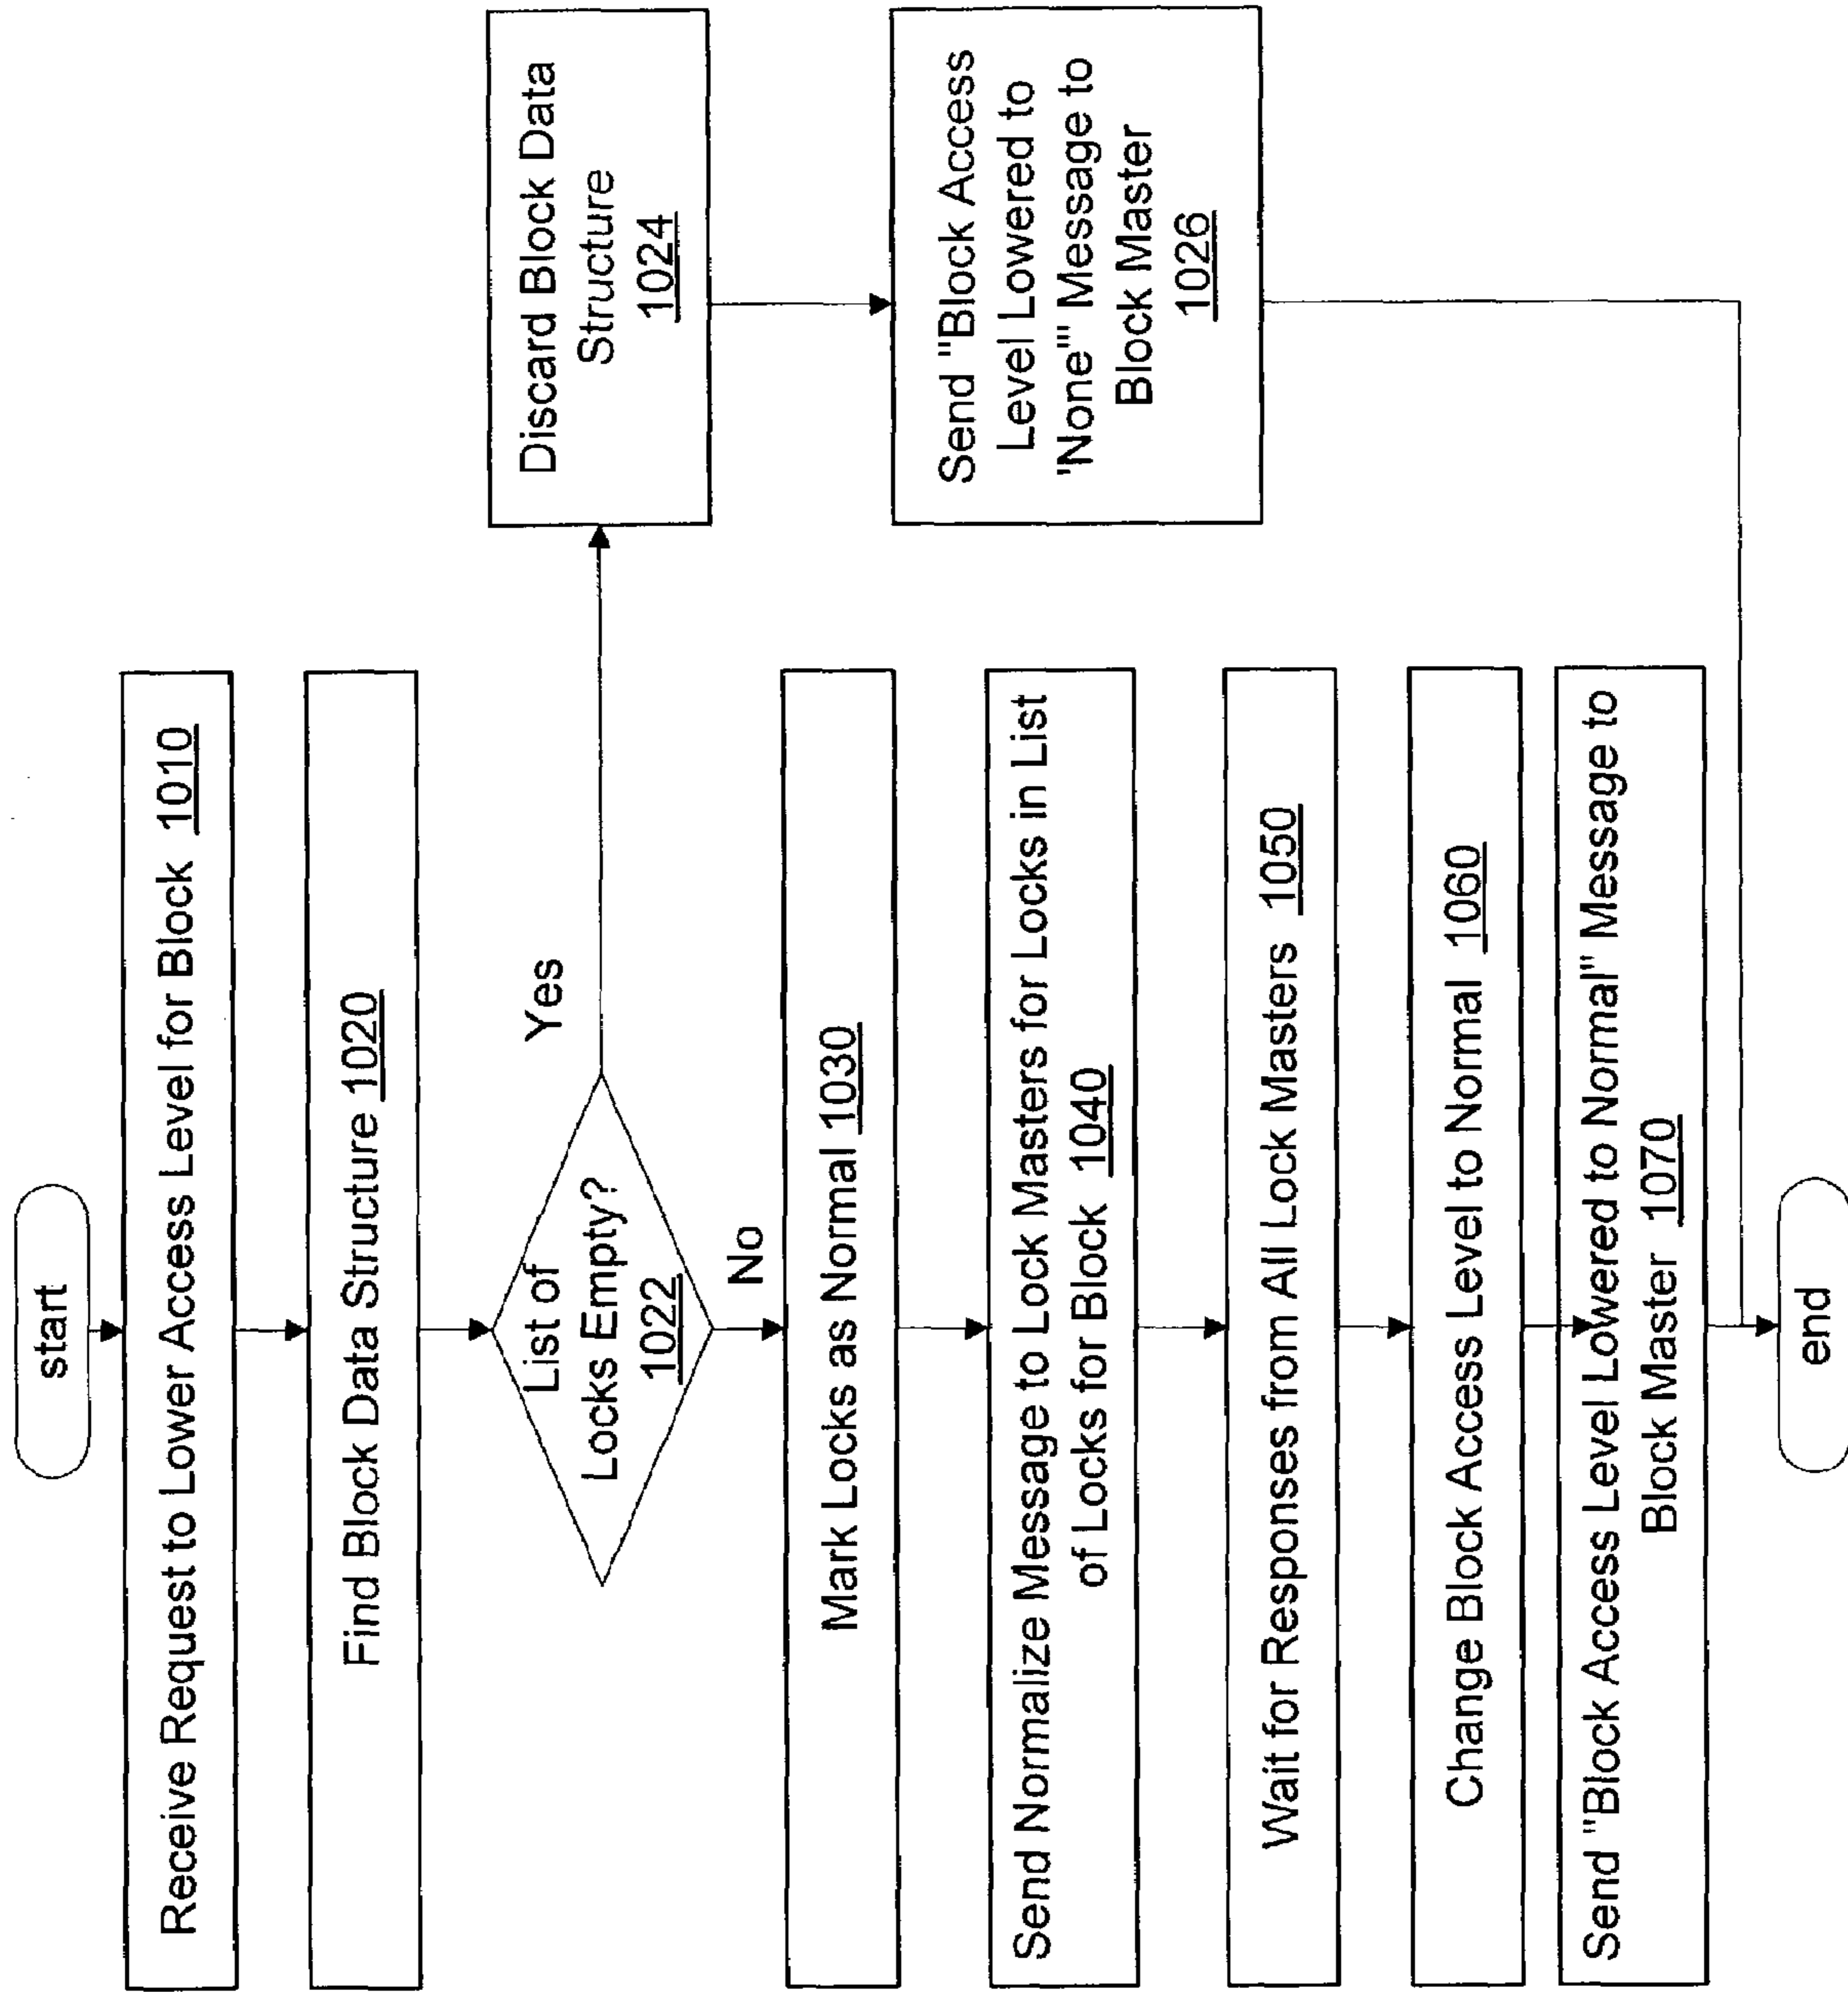 start
Receive Request to Lower Access Level for Block 1010
Find Block Data Structure 1020
List of
Locks Empty?
1022
Yes
No
Discard Block Data
Structure
1024
Send "Block Access
Level Lowered to
'None'" Message to
Block Master
1026
Mark Locks as Normal 1030
Send Normalize Message to Lock Masters for Locks in List
of Locks for Block 1040
Wait for Responses from All Lock Masters 1050
Change Block Access Level to Normal 1060
Send "Block Access Level Lowered to Normal" Message to
Block Master 1070
end